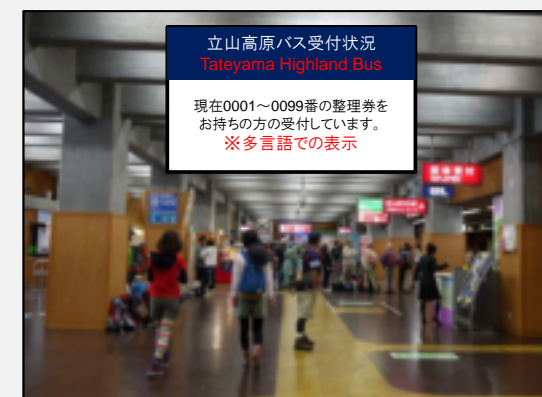 立山高原バス受付状況
Tateyama Highland Bus
現在0001～0099番の整理券を
お持ちの方の受付しています。
※多言語での表示